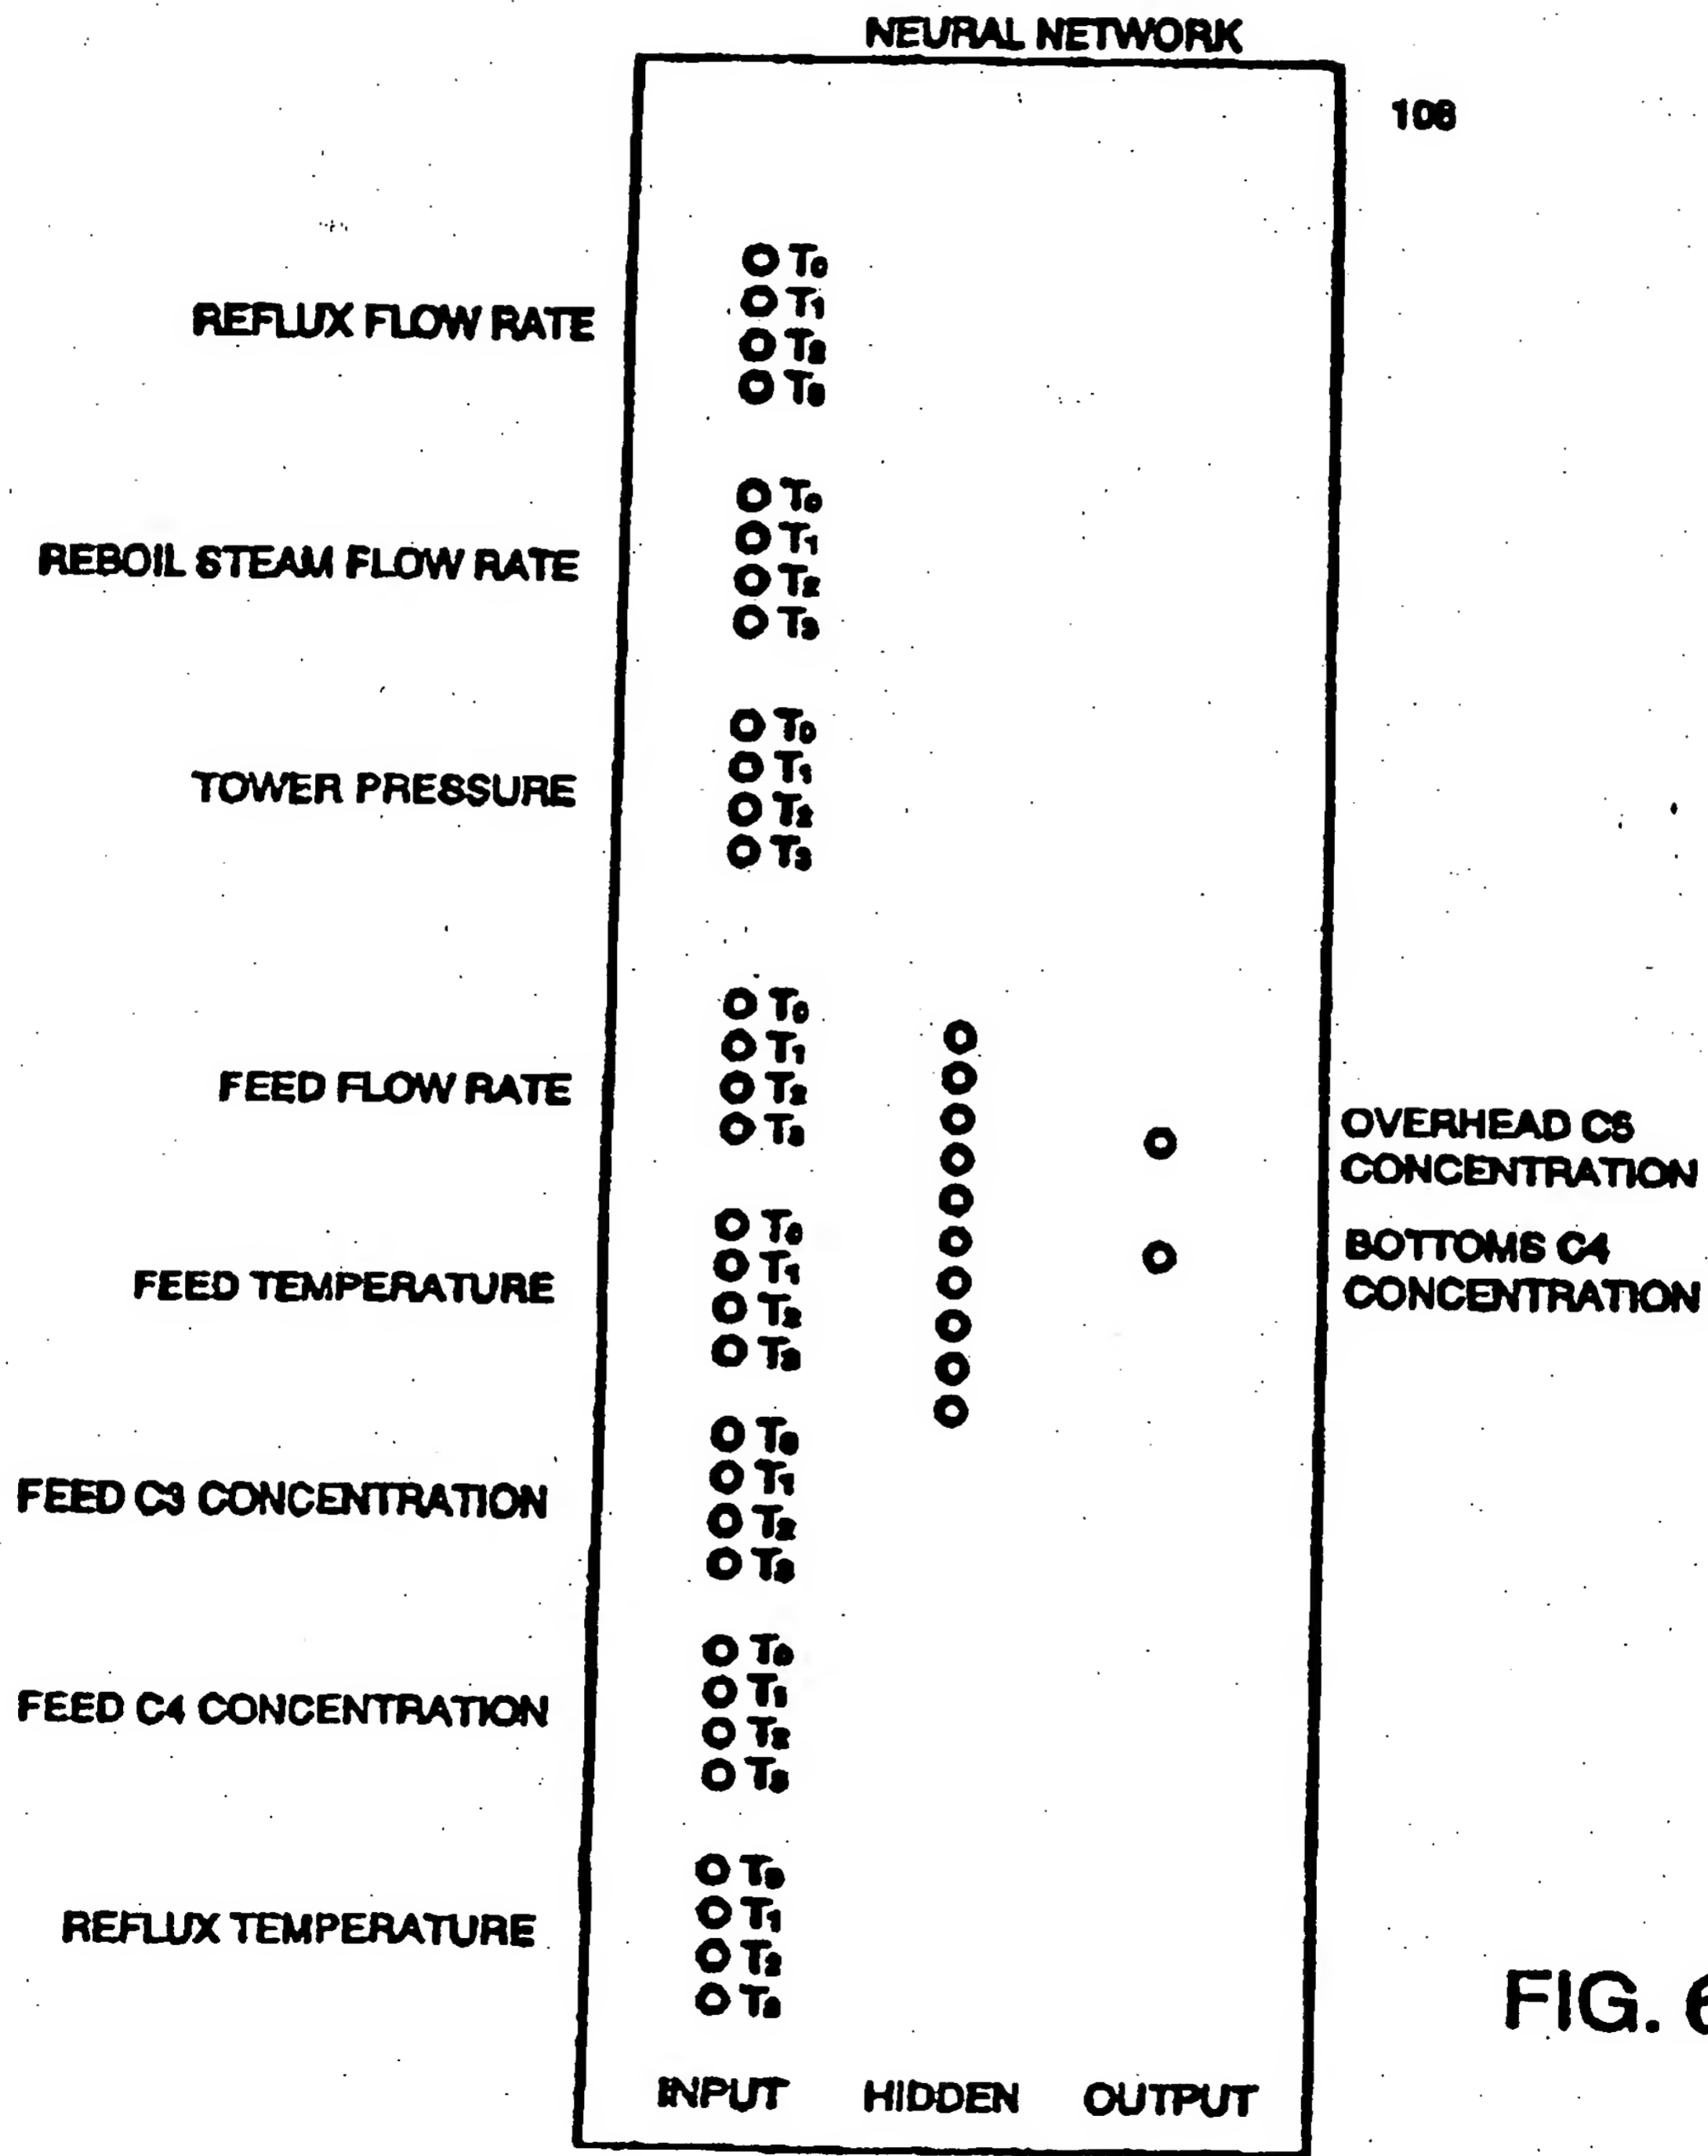 NEURAL NETWORK
108
REFLUX FLOW RATE
T0
T1
T2
T3
REBOIL STEAM FLOW RATE
T0
T1
T2
T3
TOWER PRESSURE
T0
T1
T2
T3
FEED FLOW RATE
T0
T1
T2
T3
OVERHEAD C5
CONCENTRATION
FEED TEMPERATURE
T0
T1
T2
T3
BOTTOMS C4
CONCENTRATION
FEED C3 CONCENTRATION
T0
T1
T2
T3
FEED C4 CONCENTRATION
T0
T1
T2
T3
REFLUX TEMPERATURE
T0
T1
T2
T3
INPUT HIDDEN OUTPUT
FIG. 6